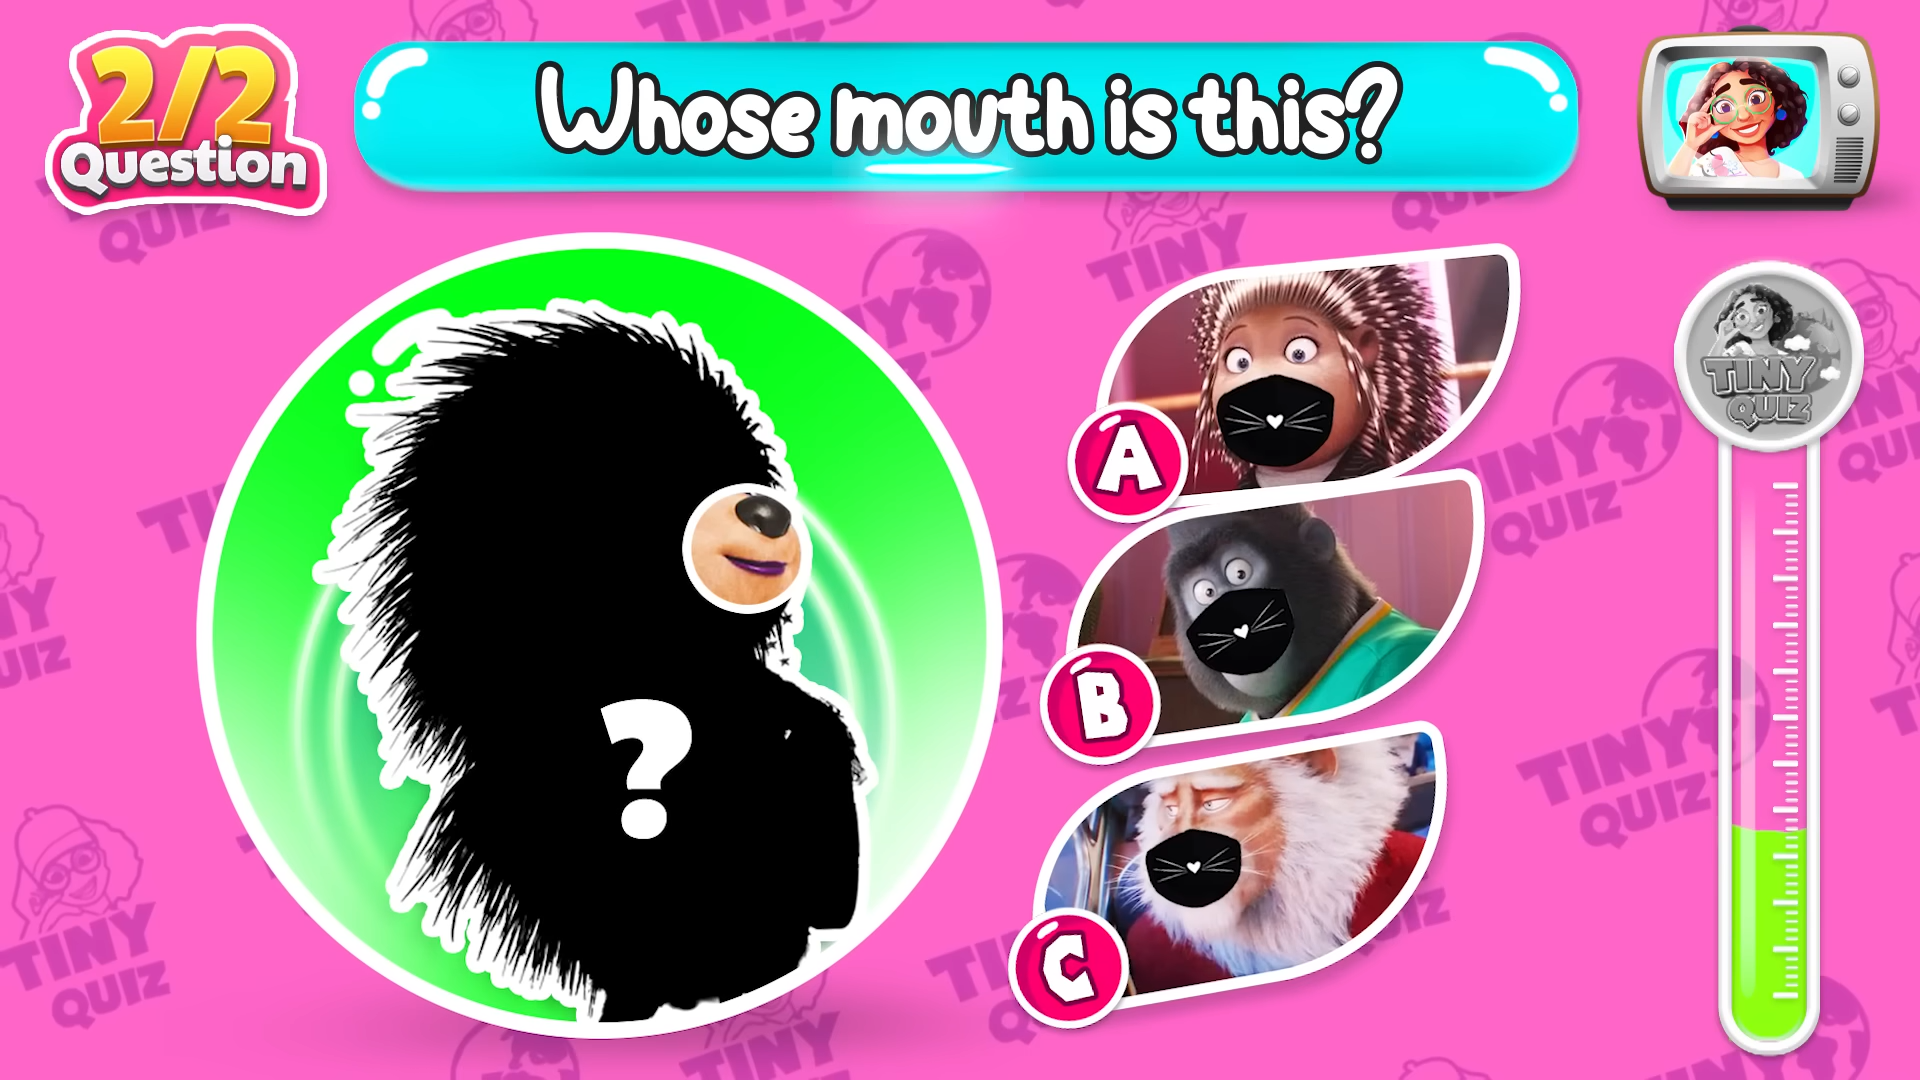 2/2
Question
Whose mouth is this?
TINY
QUIZ
A
B
C
?